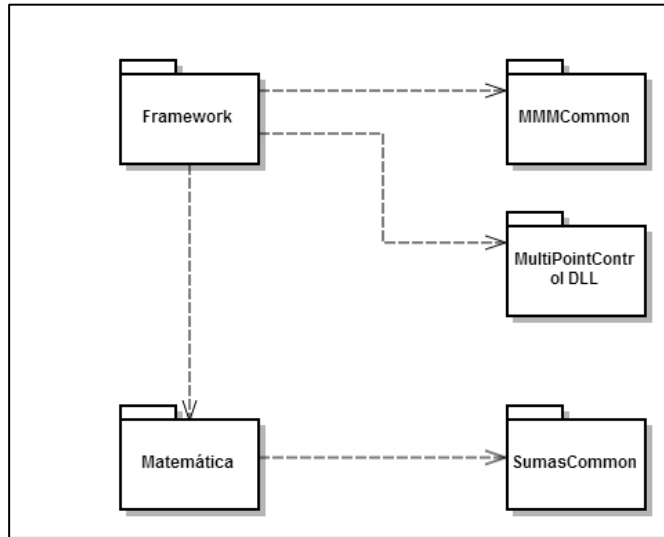 Framework
MMMCommon
MultiPointContr
ol DLL
Matemática
SumasCommon